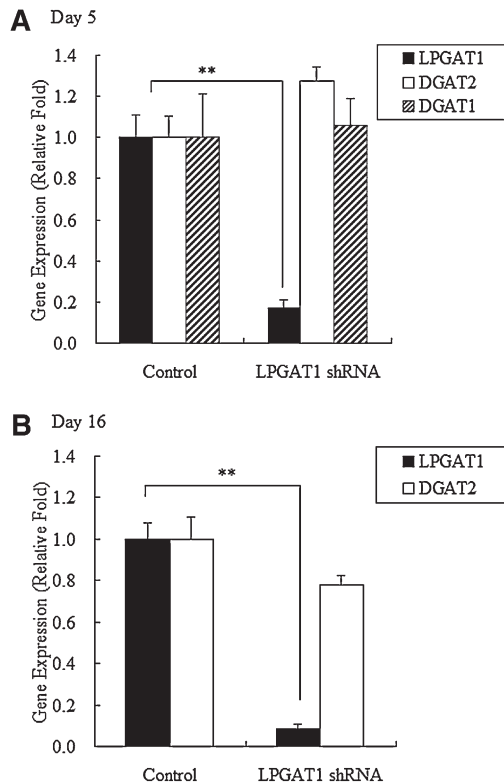 A Day 5
Gene Expression (Relative Fold)
1.4
1.2
1.0
0.8
0.6
0.4
0.2
0.0
**
LPGAT1
DGAT2
DGAT1
Control LPGAT1 shRNA
B Day 16
Gene Expression (Relative Fold)
1.4
1.2
1.0
0.8
0.6
0.4
0.2
0.0
**
LPGAT1
DGAT2
Control LPGAT1 shRNA